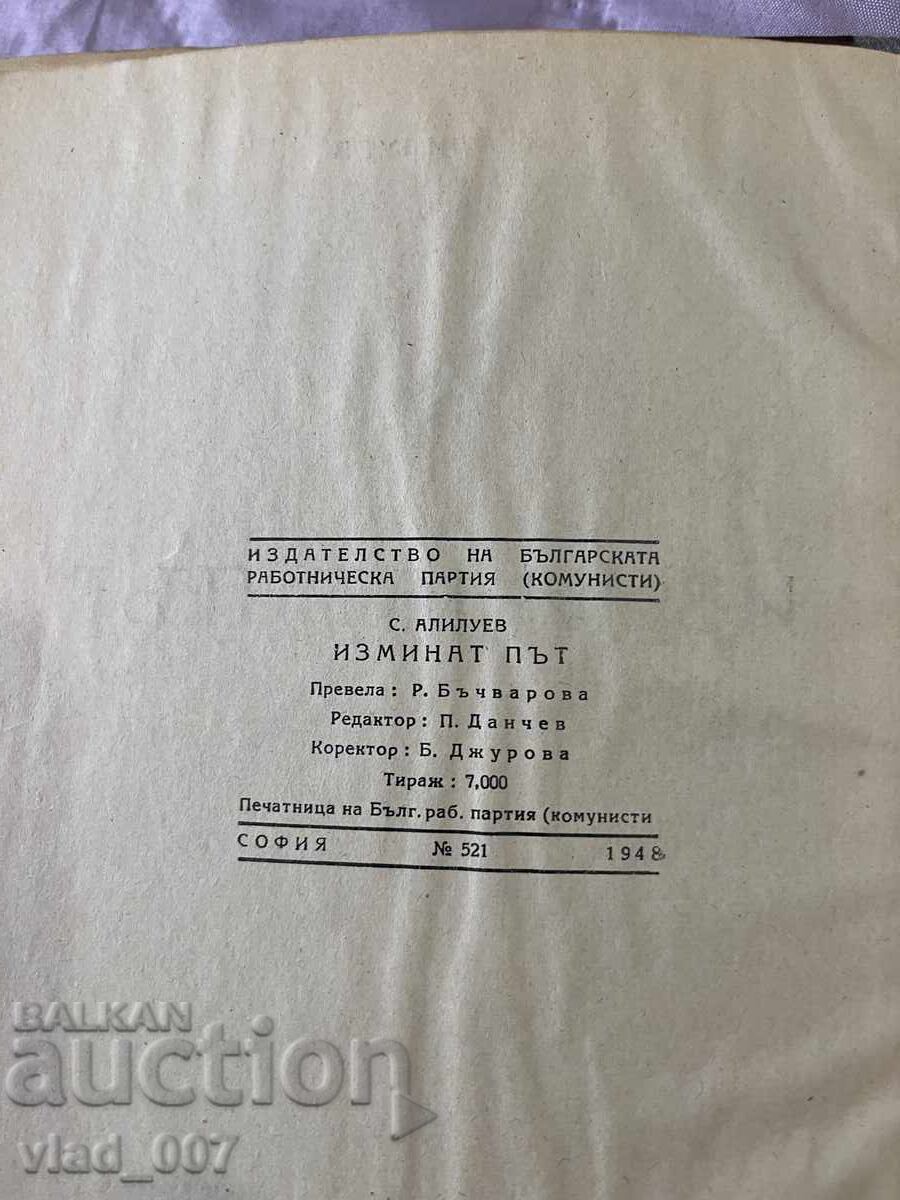 ИЗДАТЕЛСТВО НА БЪЛГАРСКАТА
РАБОТНИЧЕСКА ПАРТИЯ (КОМУНИСТИ)
С. АЛИЛУЕВ
ИЗМИНАТ ПЪТ
Превела : Р. Бъчварова
Редактор : П. Данчев
Коректор : Б. Джурова
Тираж : 7,000
Печатница на Бълг. раб. партия (комунисти
СОФИЯ № 521 1948
BALKAN
auction
vlad_007